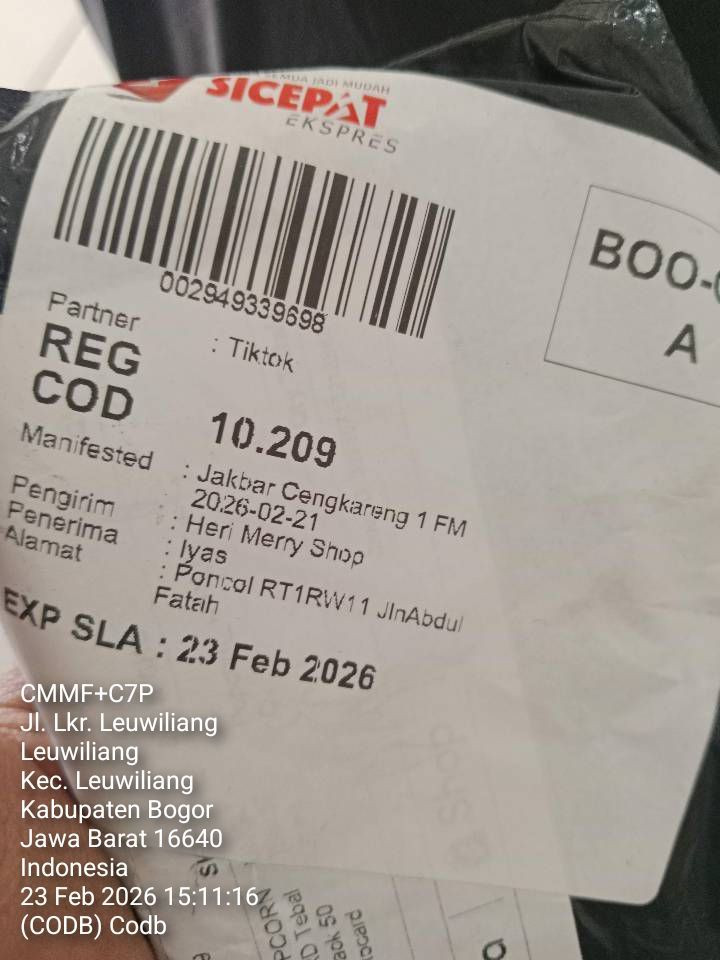 SEMUA JADI MUDAH
SICEPAT
EKSPRES
002949339698
BOO-
A
Partner : Tiktok
REG
COD 10.209
Manifested : Jakbar Cengkareng 1 FM
2026-02-21
Pengirim : Heri Merry Shop
Penerima : Iyas
Alamat : Poncol RT1RW11 JlnAbdul
Fatah
EXP SLA : 23 Feb 2026
CMMF+C7P
Jl. Lkr. Leuwiliang
Leuwiliang
Kec. Leuwiliang
Kabupaten Bogor
Jawa Barat 16640
Indonesia
23 Feb 2026 15:11:16
(CODB) Codb
Tebal
50